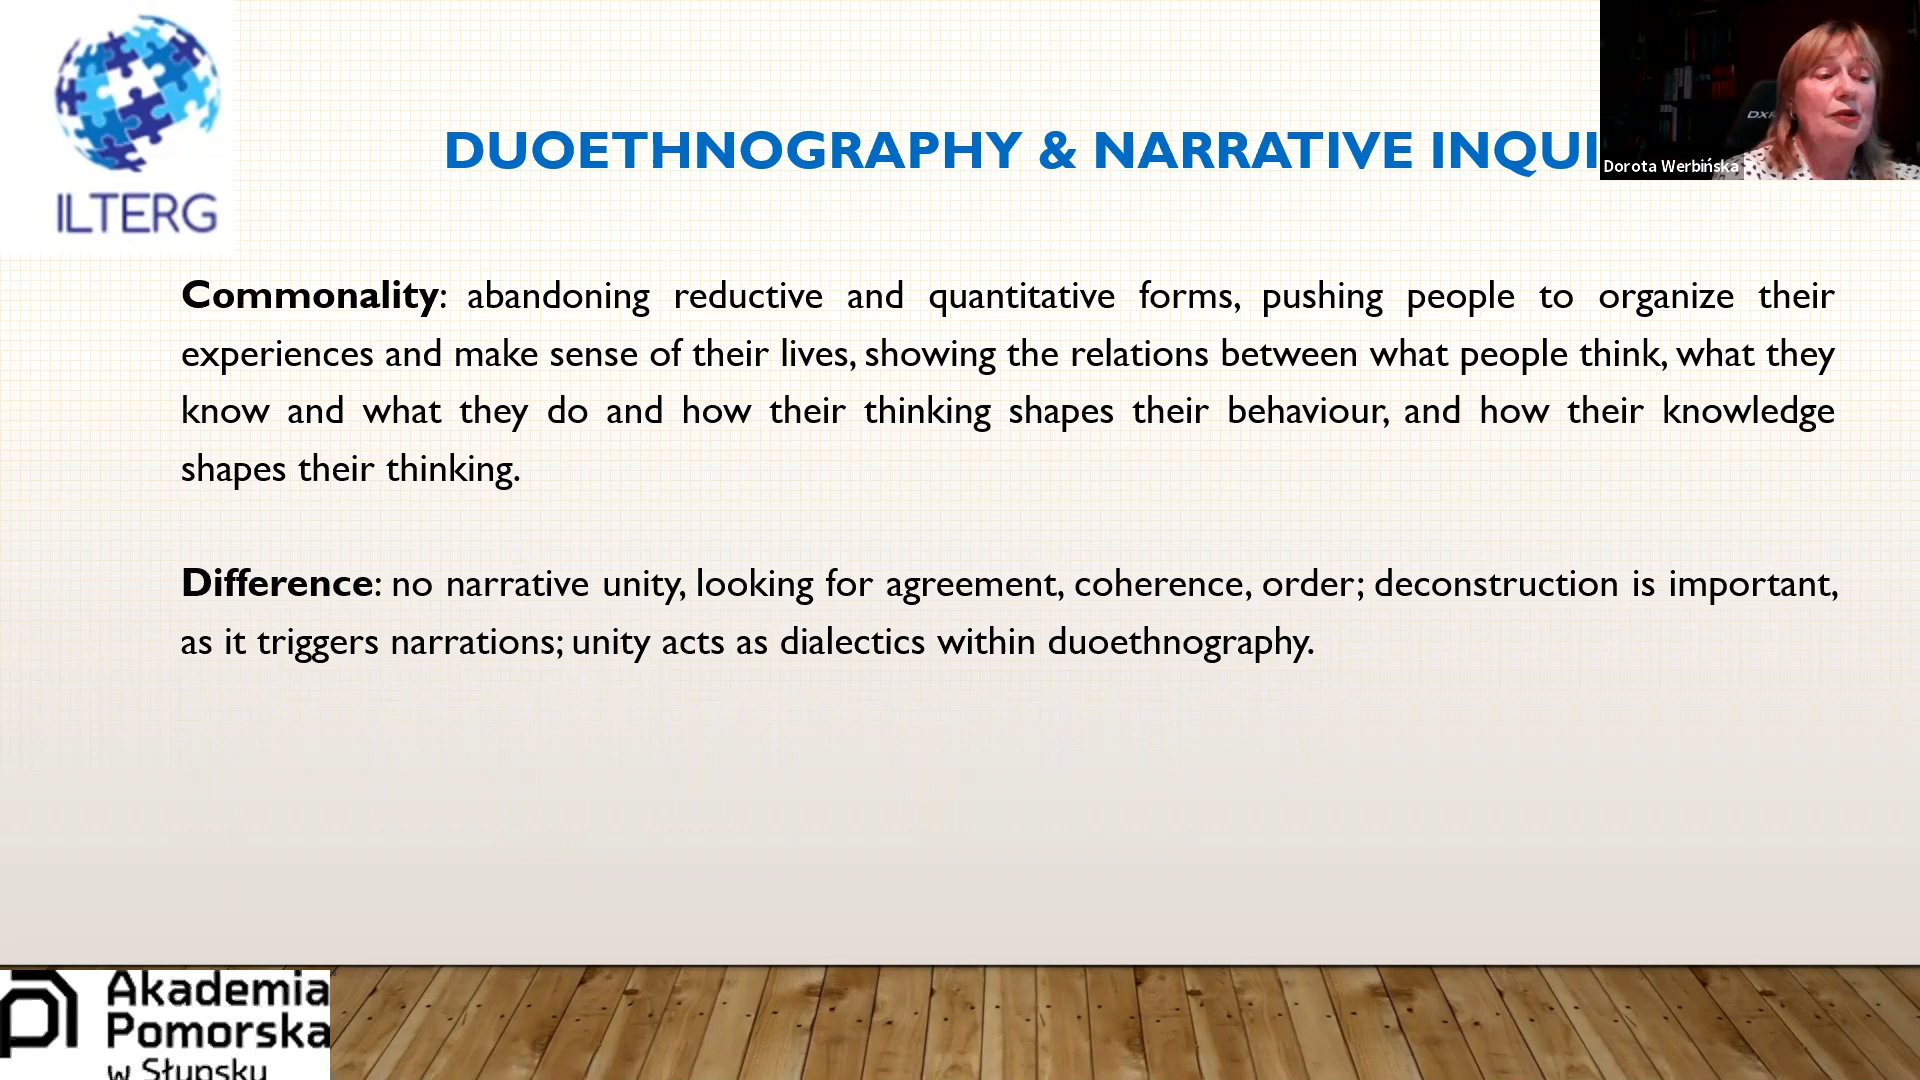 ILTERG
DUOETHNOGRAPHY & NARRATIVE INQUI
Dorota Werbińska
Commonality: abandoning reductive and quantitative forms, pushing people to organize their
experiences and make sense of their lives, showing the relations between what people think, what they
know and what they do and how their thinking shapes their behaviour, and how their knowledge
shapes their thinking.
Difference: no narrative unity, looking for agreement, coherence, order; deconstruction is important,
as it triggers narrations; unity acts as dialectics within duoethnography.
Akademia
Pomorska
w Słupsku